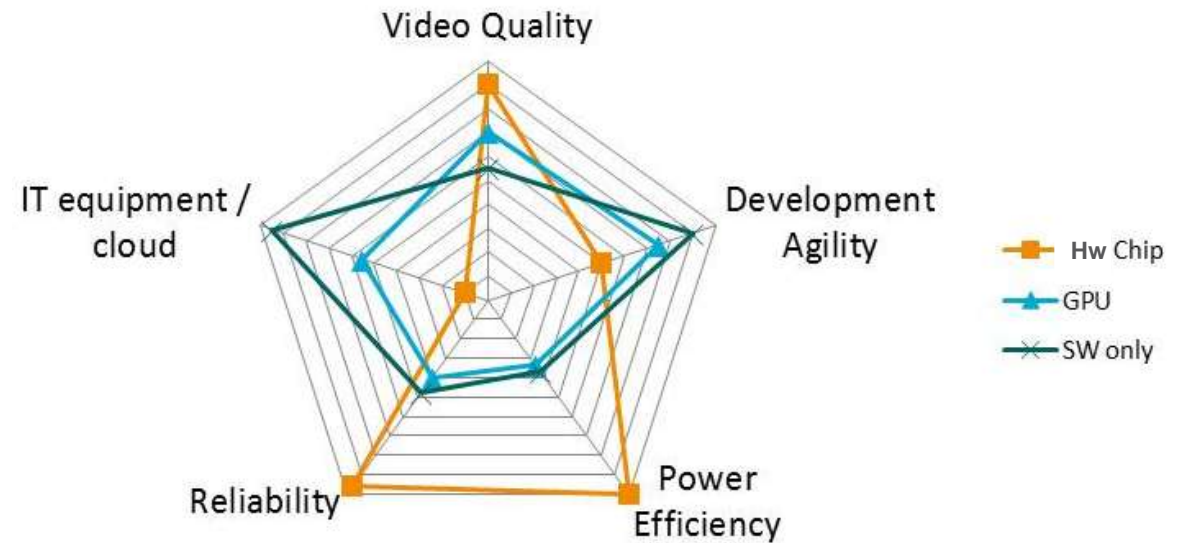 Video Quality
IT equipment /
cloud
Development
Agility
Hw Chip
GPU
SW only
Reliability
Power
Efficiency